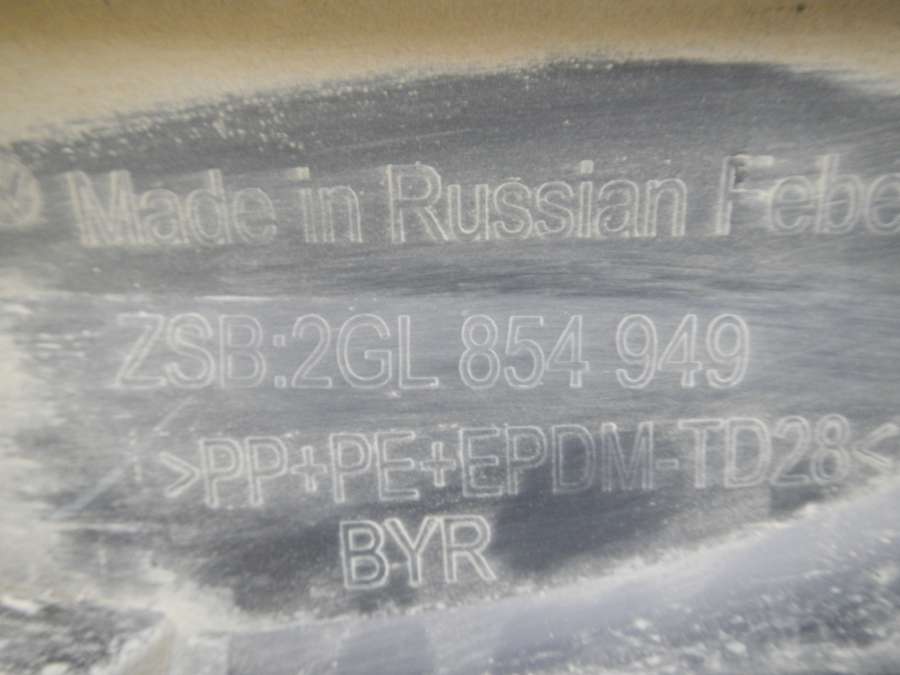 Made in Russian Febe
ZSB:2GL 854 949
>PP+PE+EPDM-TD28<
BYR